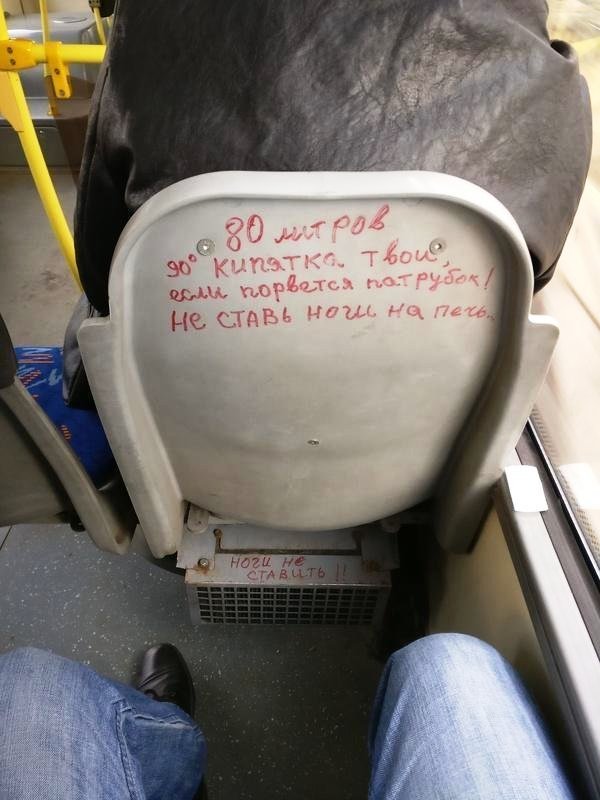 80 литров
90° кипятка твои,
если порвется патрубок!
Не ставь ноги на печь..
Ноги не
ставить!!